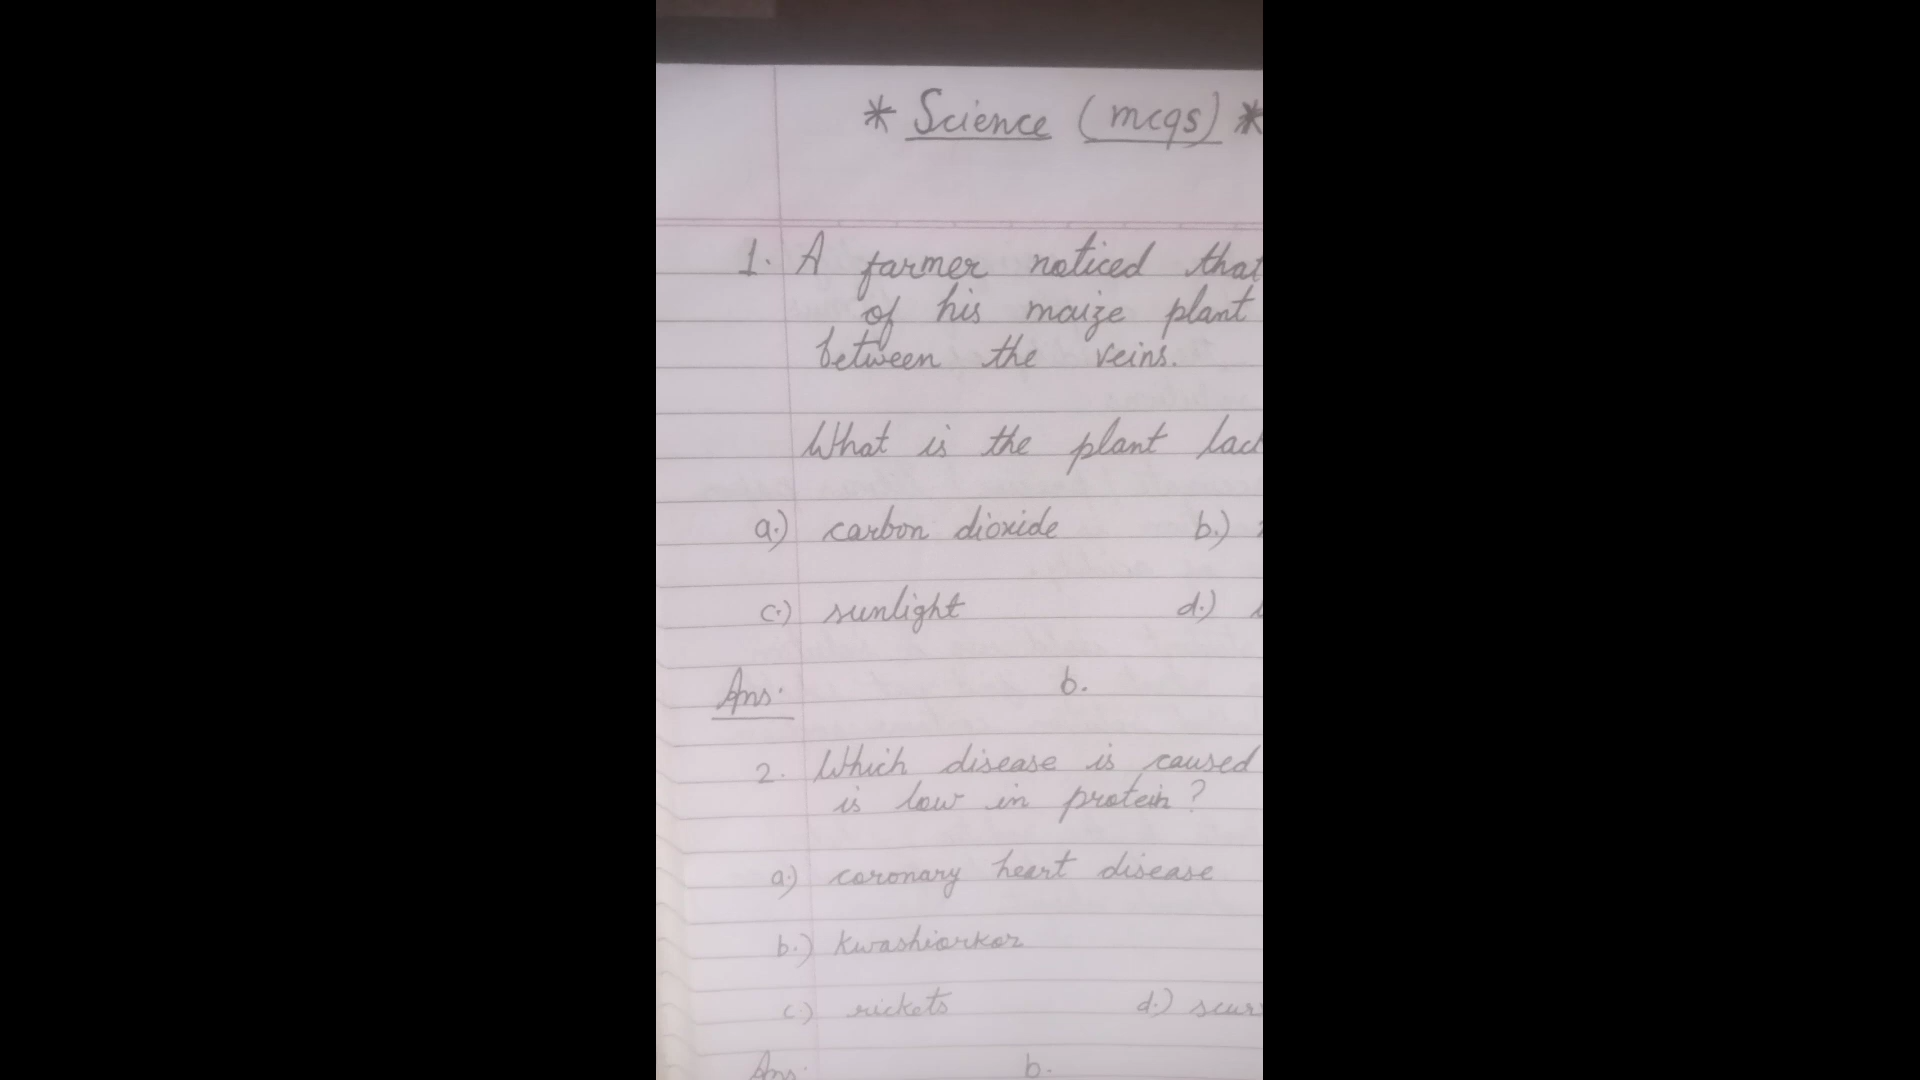 * Science (mcqs) *
1. A farmer noticed that
of his maize plant
between the veins.
What is the plant
a.) carbon dioxide b.)
c.) sunlight d.)
Ans. b.
2. Which disease is caused
is low in protein?
a.) coronary heart disease
b.) kwashiorkor
c.) rickets d.)
Ans. b.